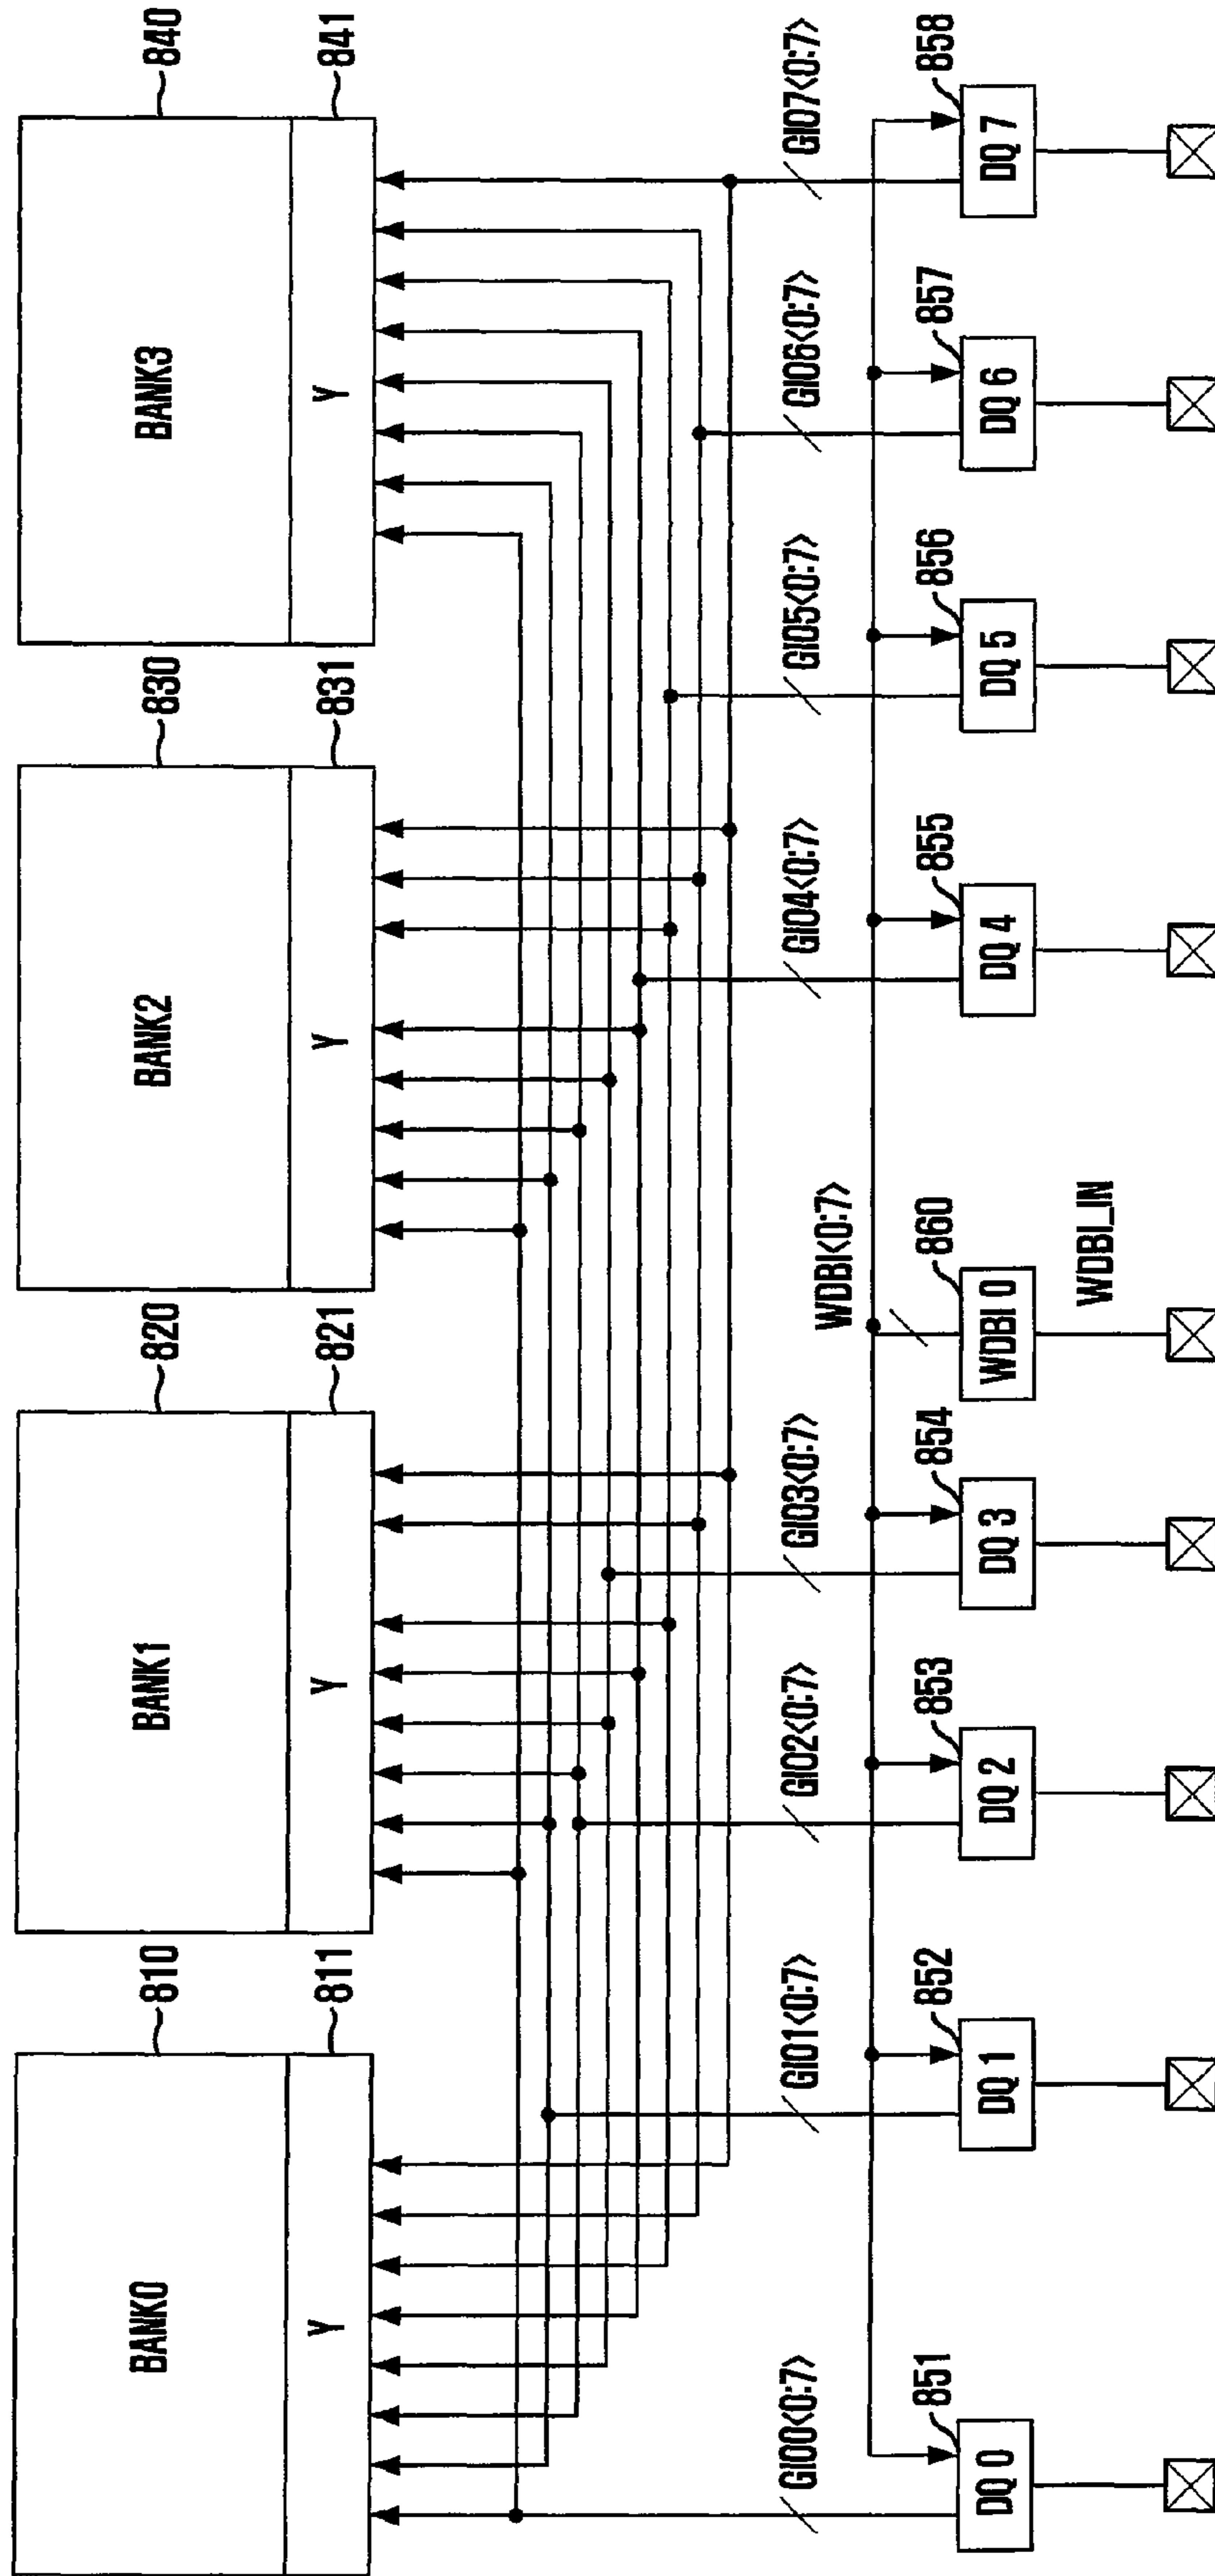 BANK0
810
Y
811
BANK1
820
Y
821
BANK2
830
Y
831
BANK3
840
Y
841
GIO0<0:7>
GIO1<0:7>
GIO2<0:7>
GIO3<0:7>
WDBI<0:7>
GIO4<0:7>
GIO5<0:7>
GIO6<0:7>
GIO7<0:7>
851
852
853
854
860
855
856
857
858
DQ 0
DQ 1
DQ 2
DQ 3
WDBI 0
DQ 4
DQ 5
DQ 6
DQ 7
WDBI_IN